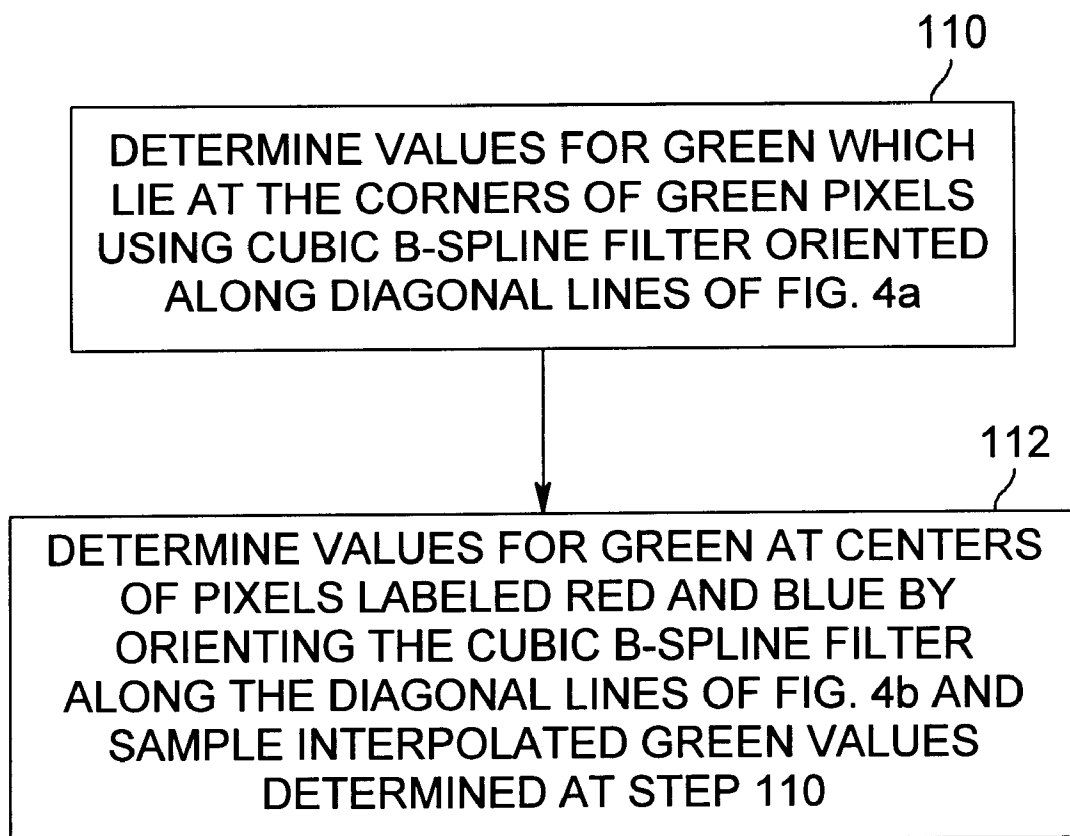 110
DETERMINE VALUES FOR GREEN WHICH
LIE AT THE CORNERS OF GREEN PIXELS
USING CUBIC B-SPLINE FILTER ORIENTED
ALONG DIAGONAL LINES OF FIG. 4a
112
DETERMINE VALUES FOR GREEN AT CENTERS
OF PIXELS LABELED RED AND BLUE BY
ORIENTING THE CUBIC B-SPLINE FILTER
ALONG THE DIAGONAL LINES OF FIG. 4b AND
SAMPLE INTERPOLATED GREEN VALUES
DETERMINED AT STEP 110